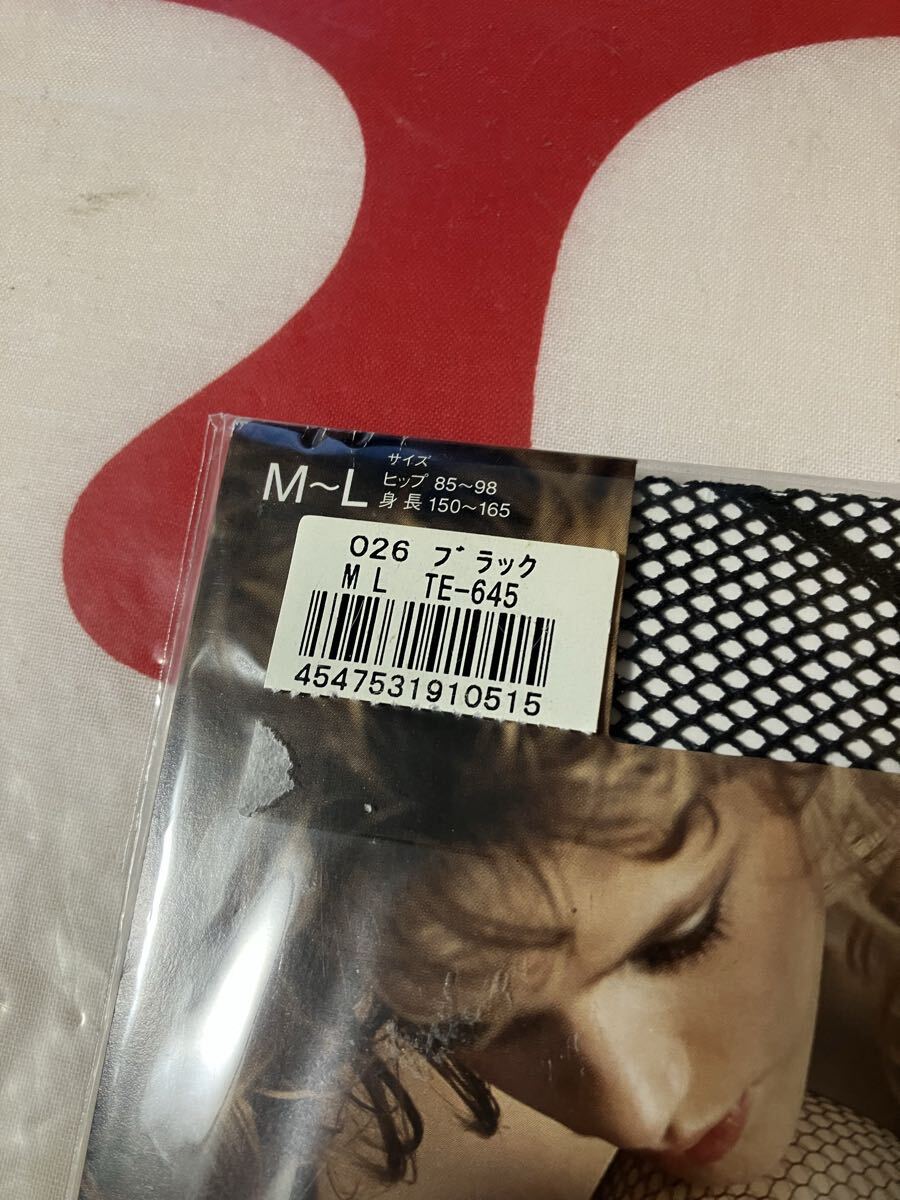 サイズ
M~L ヒップ 85~98
身長 150~165
026 ブラック
M L TE-645
4547531910515